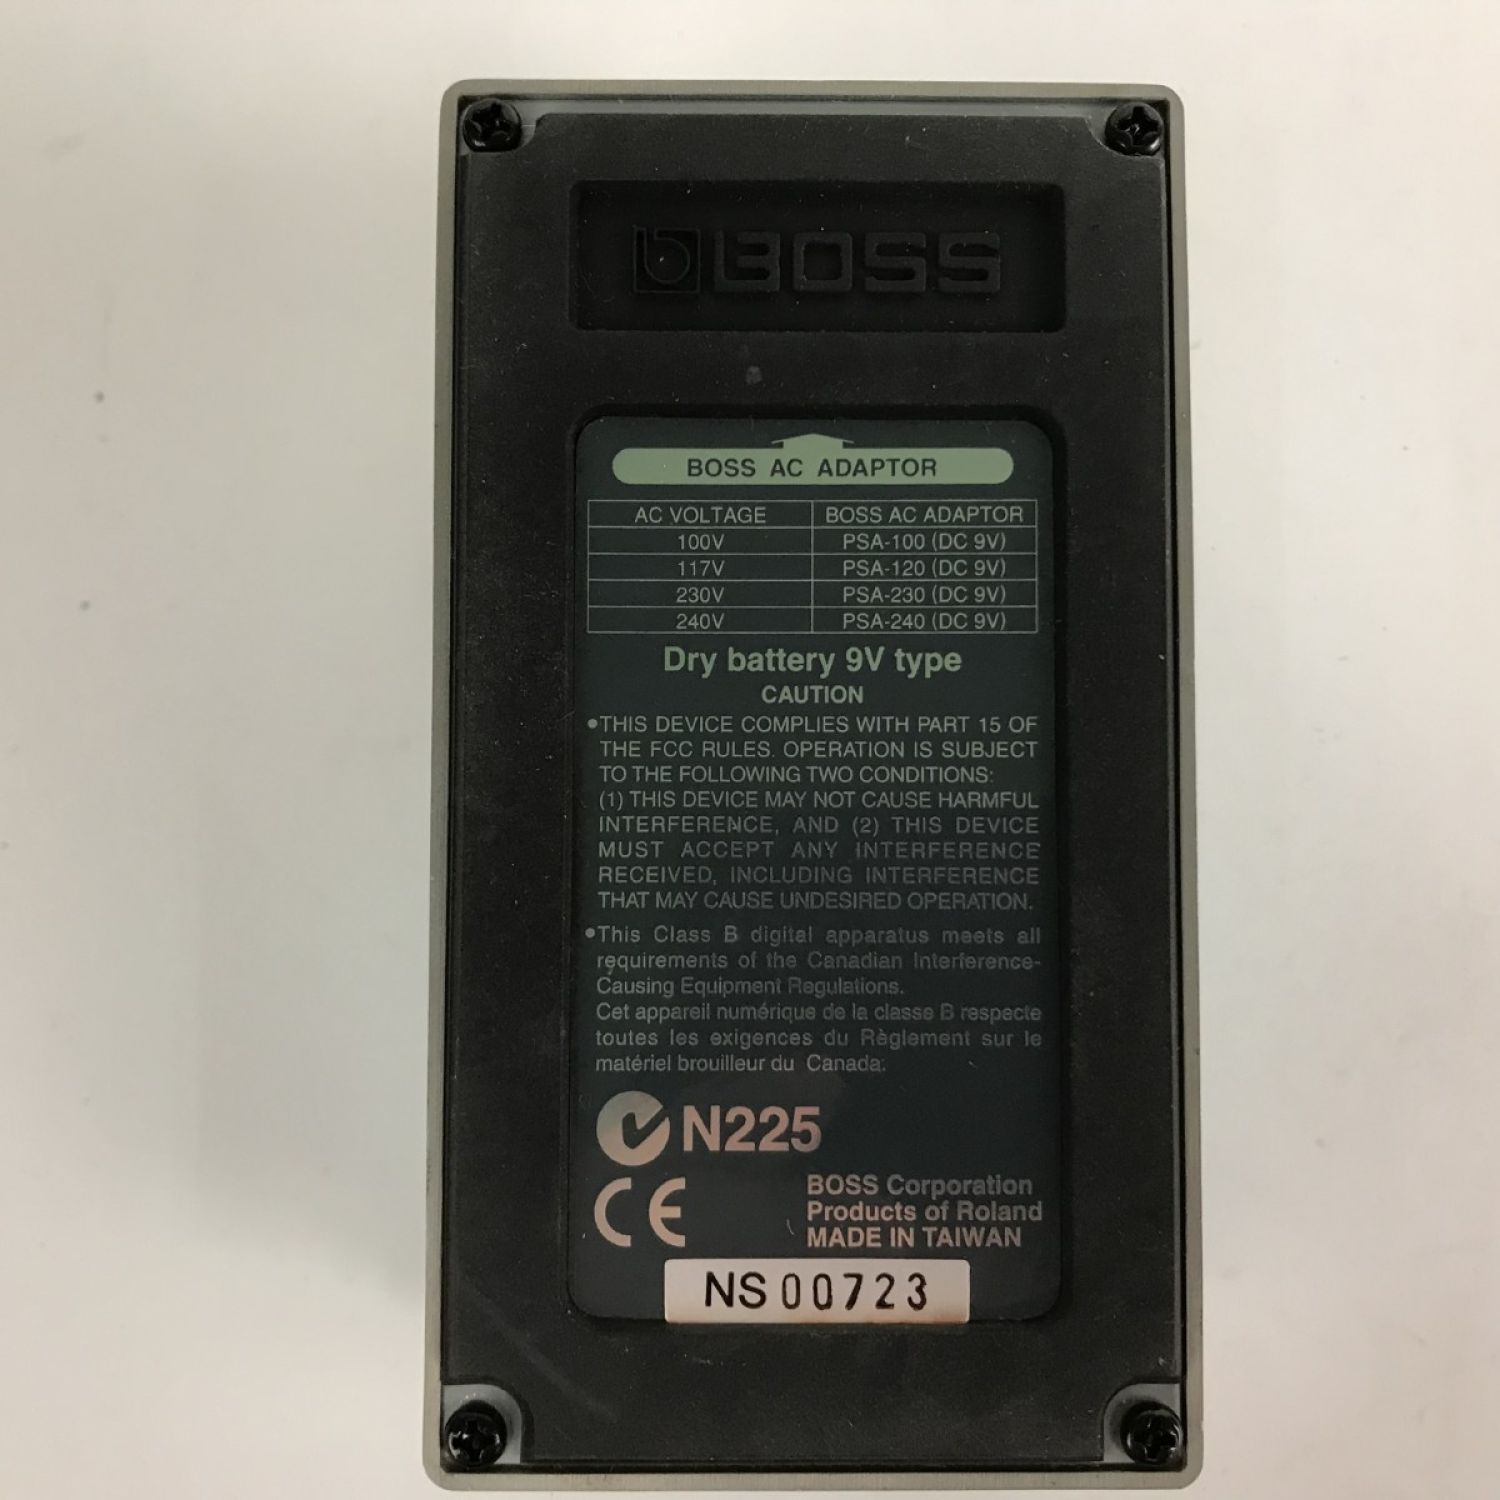 BOSS
BOSS AC ADAPTOR
AC VOLTAGE BOSS AC ADAPTOR
100V PSA-100 (DC 9V)
117V PSA-120 (DC 9V)
230V PSA-230 (DC 9V)
240V PSA-240 (DC 9V)
Dry battery 9V type
CAUTION
•THIS DEVICE COMPLIES WITH PART 15 OF
THE FCC RULES. OPERATION IS SUBJECT
TO THE FOLLOWING TWO CONDITIONS:
(1) THIS DEVICE MAY NOT CAUSE HARMFUL
INTERFERENCE, AND (2) THIS DEVICE
MUST ACCEPT ANY INTERFERENCE
RECEIVED, INCLUDING INTERFERENCE
THAT MAY CAUSE UNDESIRED OPERATION.
•This Class B digital apparatus meets all
requirements of the Canadian Interference-
Causing Equipment Regulations.
Cet appareil numérique de la classe B respecte
toutes les exigences du Règlement sur le
matériel brouilleur du Canada.
N225
CE
BOSS Corporation
Products of Roland
MADE IN TAIWAN
NS 00723